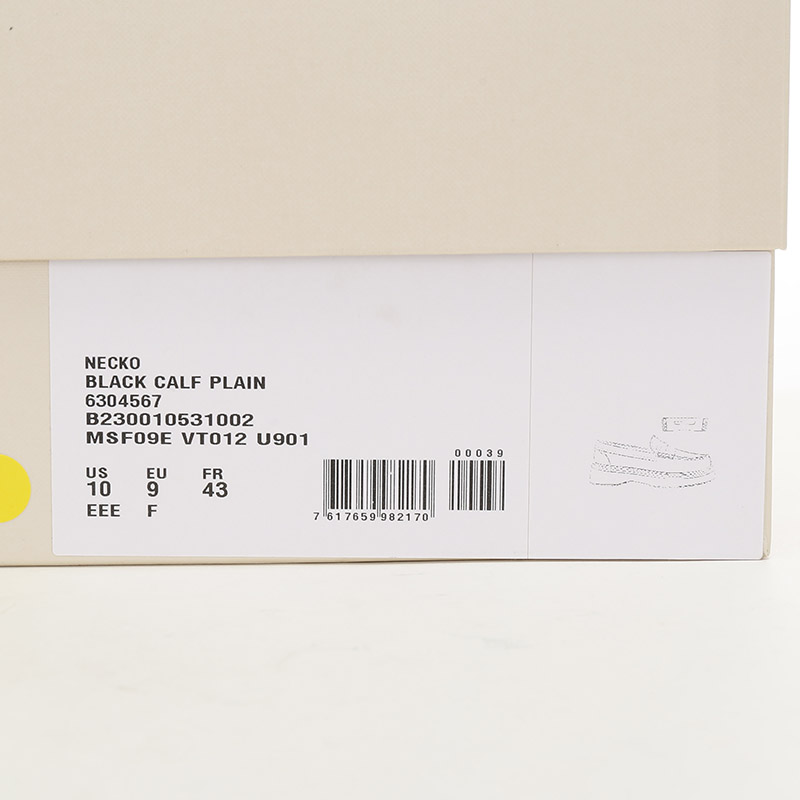 NECKO
BLACK CALF PLAIN
6304567
B230010531002
MSF09E VT012 U901
US EU FR
10 9 43
EEE F
00039
7 617659 982170